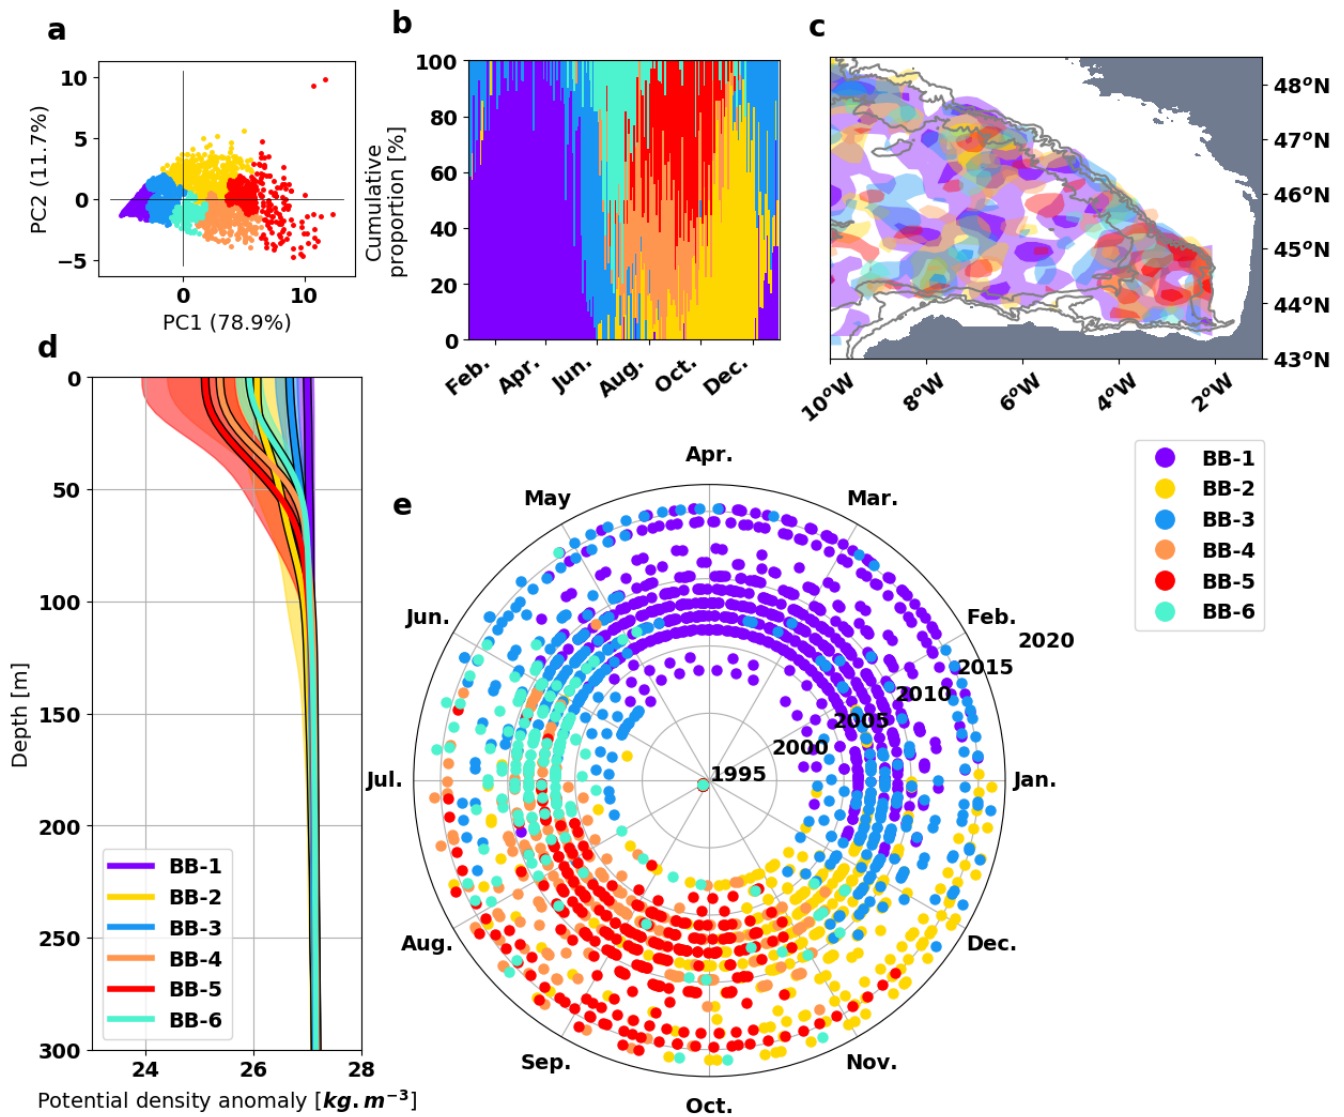 a
10
5
0
−5
PC2 (11.7%)
0
10
PC1 (78.9%)
b
100
80
60
40
20
0
Cumulative
proportion [%]
Feb.
Apr.
Jun.
Aug.
Oct.
Dec.
c
48°N
47°N
46°N
45°N
44°N
43°N
10°W
8°W
6°W
4°W
2°W
d
0
50
100
150
200
250
300
Depth [m]
BB-1
BB-2
BB-3
BB-4
BB-5
BB-6
24
26
28
Potential density anomaly [kg.m⁻³]
e
Apr.
Mar.
Feb.
Jan.
Dec.
Nov.
Oct.
Sep.
Aug.
Jul.
Jun.
May
2020
2015
2010
2005
2000
1995
BB-1
BB-2
BB-3
BB-4
BB-5
BB-6